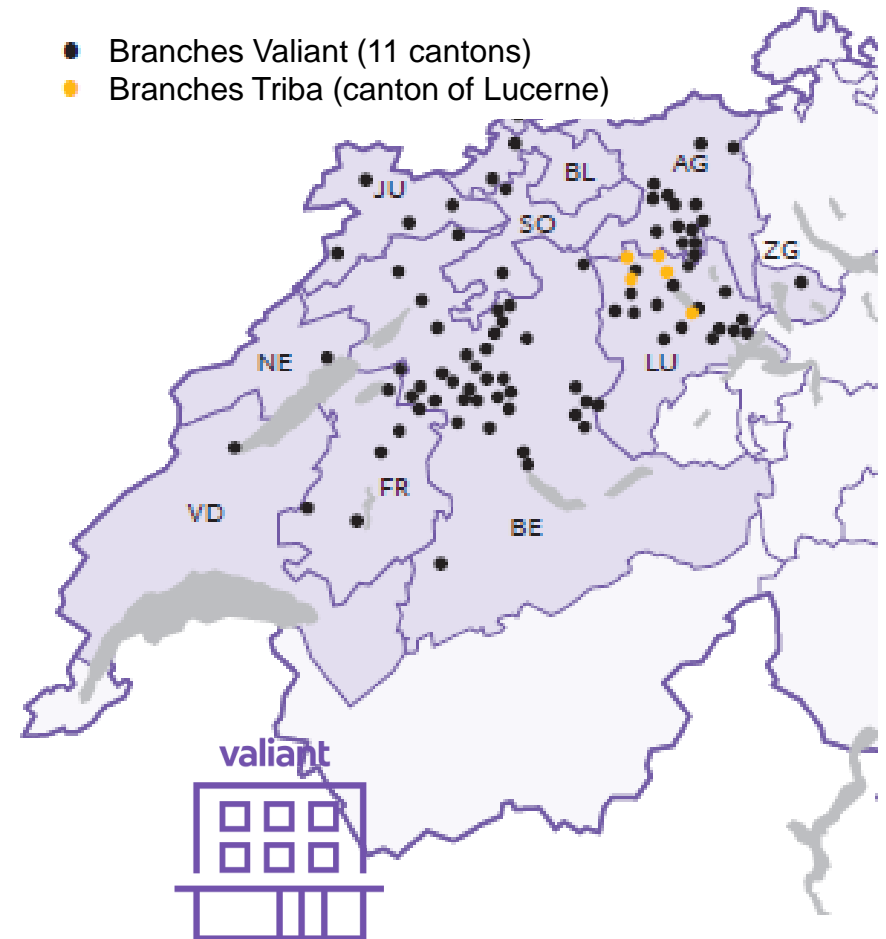 Branches Valiant (11 cantons)
Branches Triba (canton of Lucerne)
JU
BL
AG
SO
ZG
NE
LU
FR
VD
BE
valiant